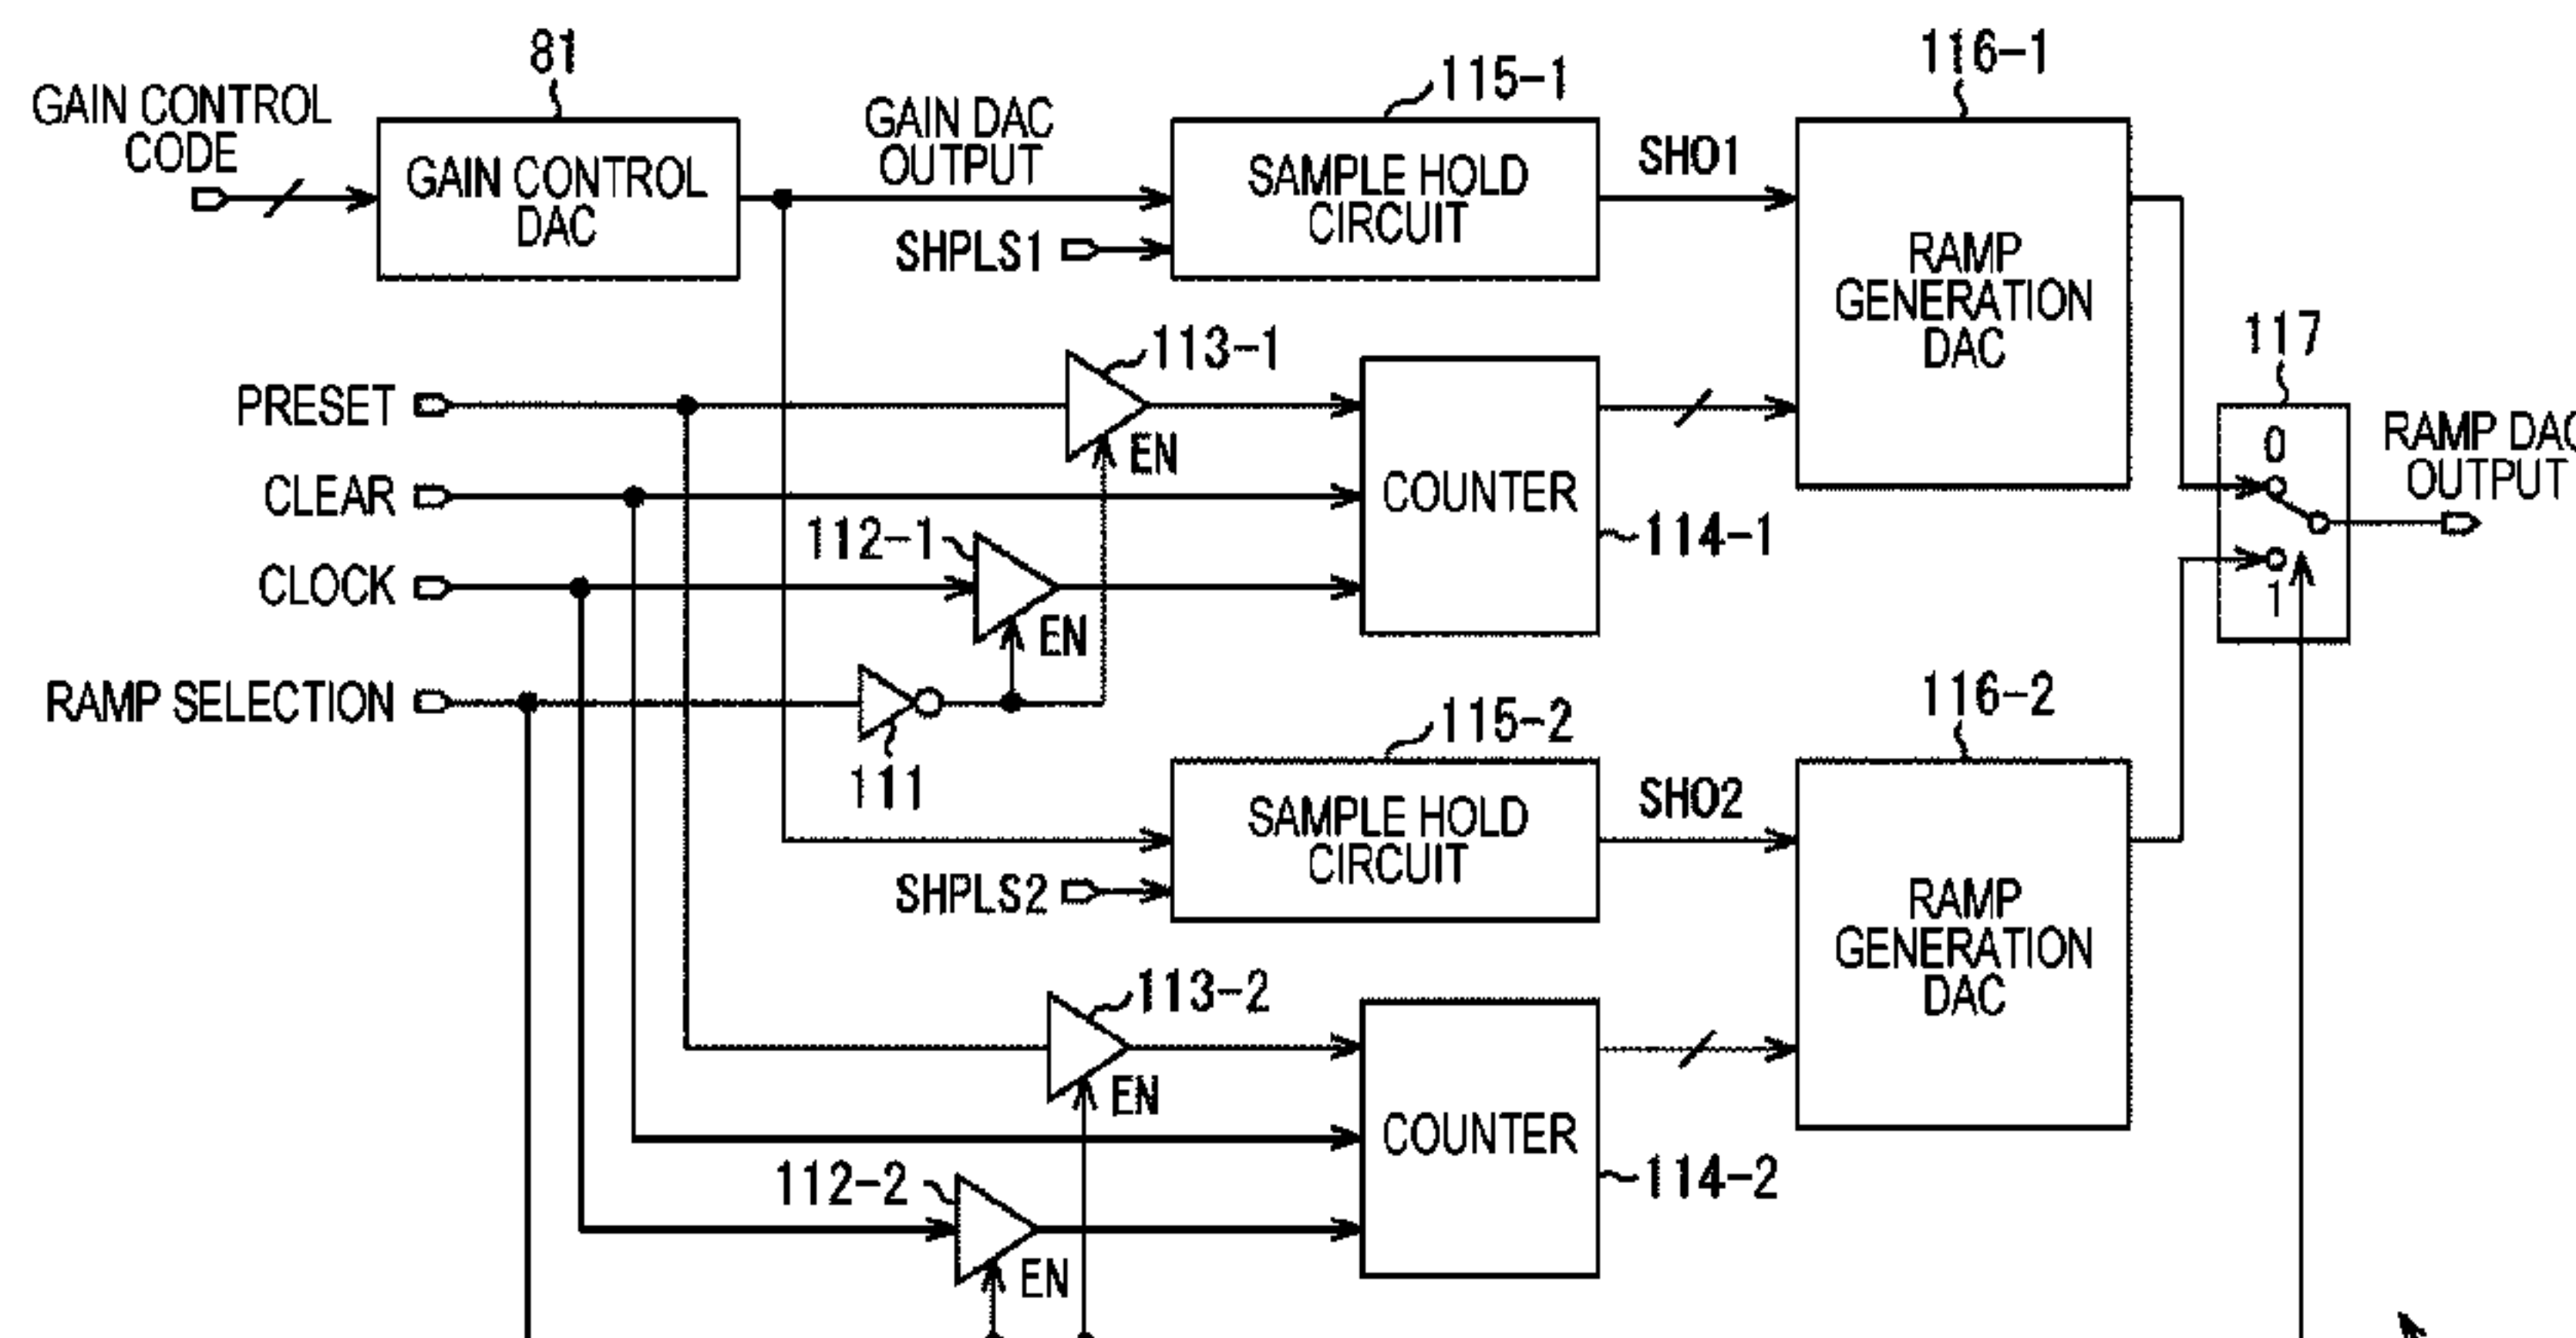 81
115-1
116-1
GAIN CONTROL
CODE
GAIN CONTROL
DAC
GAIN DAC
OUTPUT
SAMPLE HOLD
CIRCUIT
SHO1
SHPLS1
RAMP
GENERATION
DAC
117
113-1
PRESET
EN
0
RAMP DAC
OUTPUT
CLEAR
COUNTER
112-1
114-1
CLOCK
EN
1
RAMP SELECTION
111
115-2
116-2
SAMPLE HOLD
CIRCUIT
SHO2
SHPLS2
RAMP
GENERATION
DAC
113-2
EN
COUNTER
112-2
114-2
EN